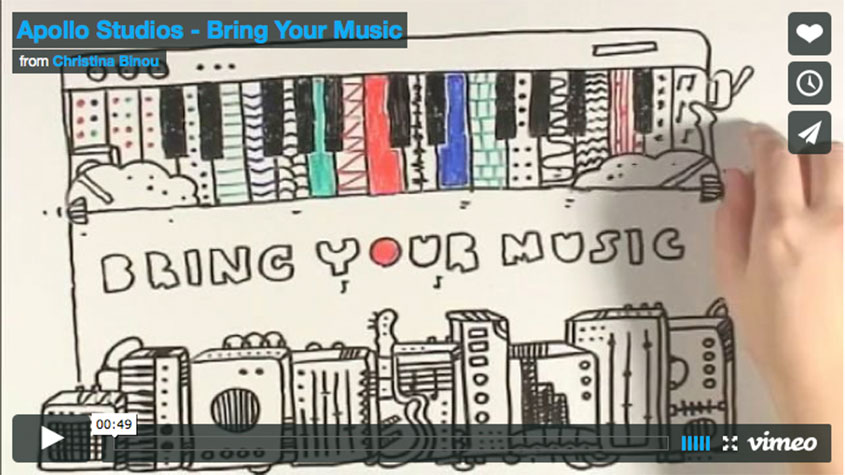 Apollo Studios - Bring Your Music
from Christina Binou
BRING YOUR MUSIC
00:49
vimeo